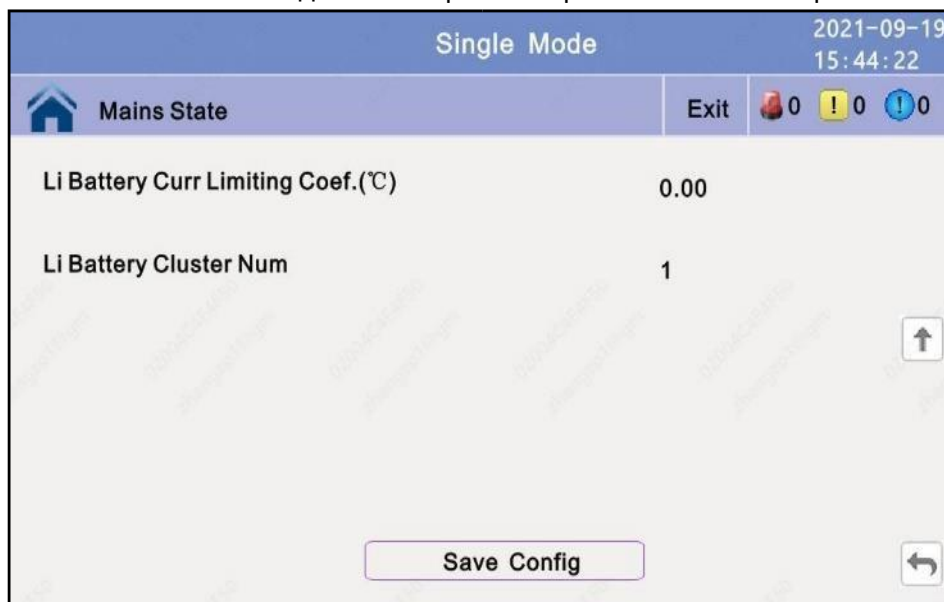 Single Mode
2021-09-19
15:44:22
Mains State
Exit
0
! 0
! 0
Li Battery Curr Limiting Coef.(℃)
0.00
Li Battery Cluster Num
1
Save Config